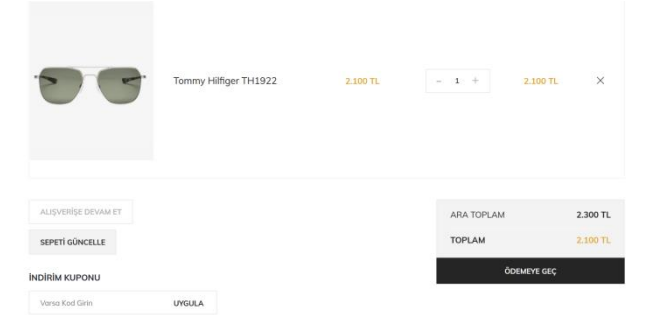 Tommy Hilfiger TH1922 2.100 TL - 1 + 2.100 TL ×
ALIŞVERİŞE DEVAM ET
SEPETİ GÜNCELLE
İNDİRİM KUPONU
Varsa Kod Girin UYGULA
ARA TOPLAM 2.300 TL
TOPLAM 2.100 TL
ÖDEMEYE GEÇ